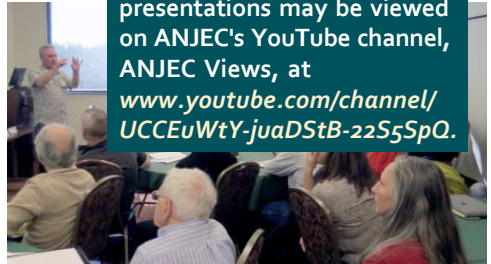 presentations may be viewed
on ANJEC's YouTube channel,
ANJEC Views, at
www.youtube.com/channel/
UCCEuWtY-juaDStB-22S5SpQ.